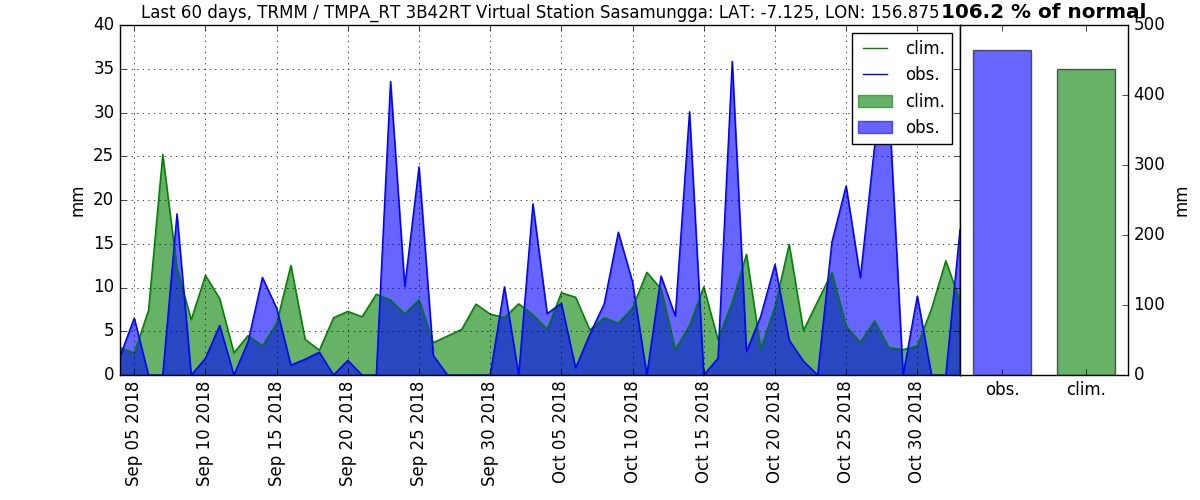 Last 60 days, TRMM / TMPA_RT 3B42RT Virtual Station Sasamungga: LAT: -7.125, LON: 156.875
106.2 % of normal
mm
40
35
30
25
20
15
10
5
0
clim.
obs.
clim.
obs.
Sep 05 2018
Sep 10 2018
Sep 15 2018
Sep 20 2018
Sep 25 2018
Sep 30 2018
Oct 05 2018
Oct 10 2018
Oct 15 2018
Oct 20 2018
Oct 25 2018
Oct 30 2018
500
400
300
200
100
0
mm
obs.
clim.